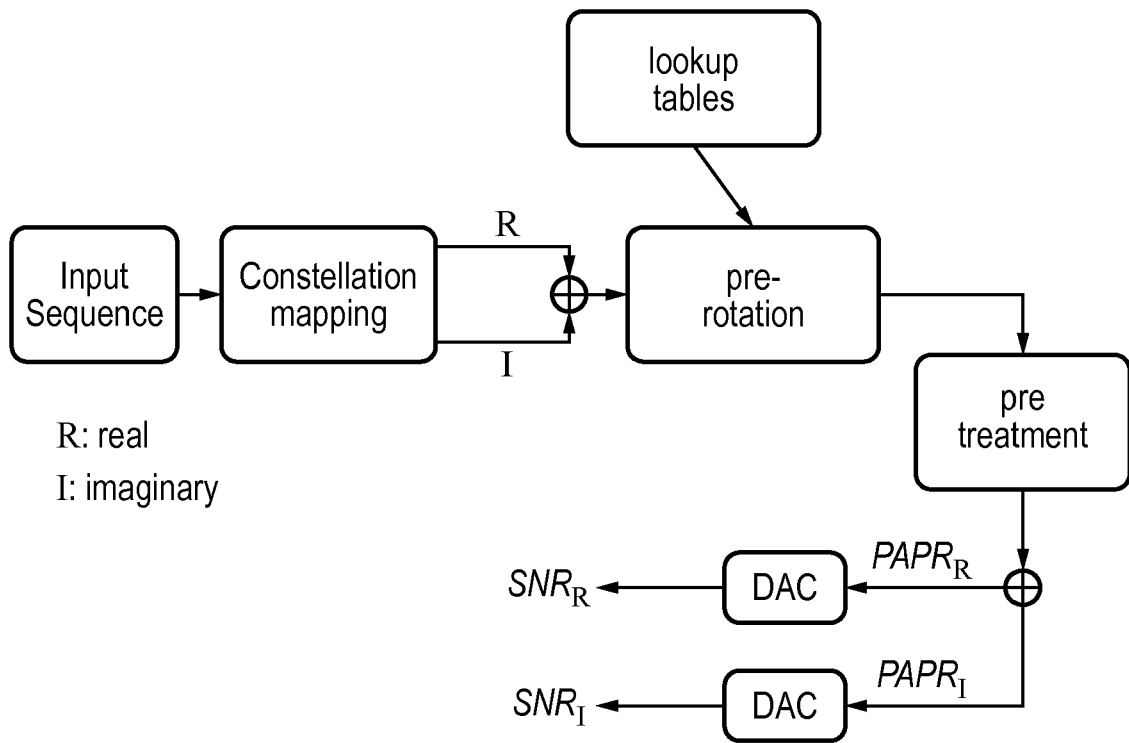 lookup
tables
Input
Sequence
Constellation
mapping
R
I
pre-
rotation
pre
treatment
R: real
I: imaginary
SNR_R
DAC
PAPR_R
SNR_I
DAC
PAPR_I